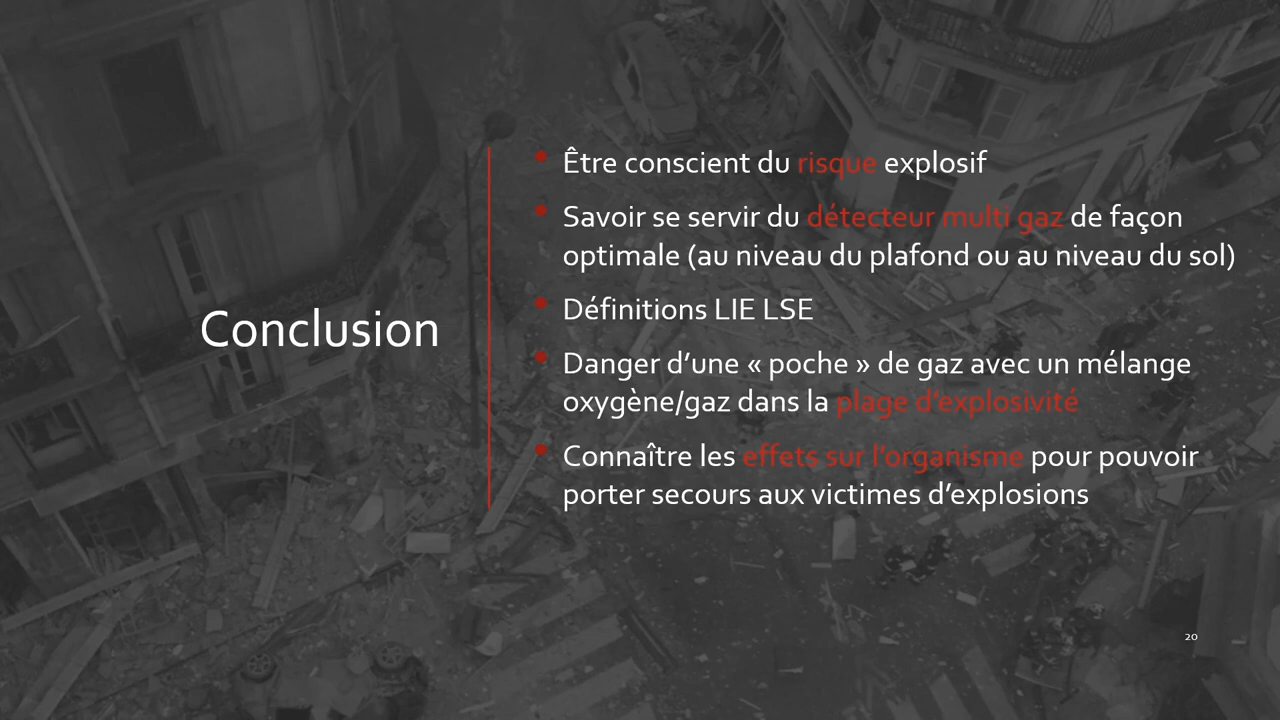 Conclusion
Être conscient du risque explosif
Savoir se servir du détecteur multi gaz de façon
optimale (au niveau du plafond ou au niveau du sol)
Définitions LIE LSE
Danger d’une « poche » de gaz avec un mélange
oxygène/gaz dans la plage d’explosivité
Connaître les effets sur l’organisme pour pouvoir
porter secours aux victimes d’explosions
20